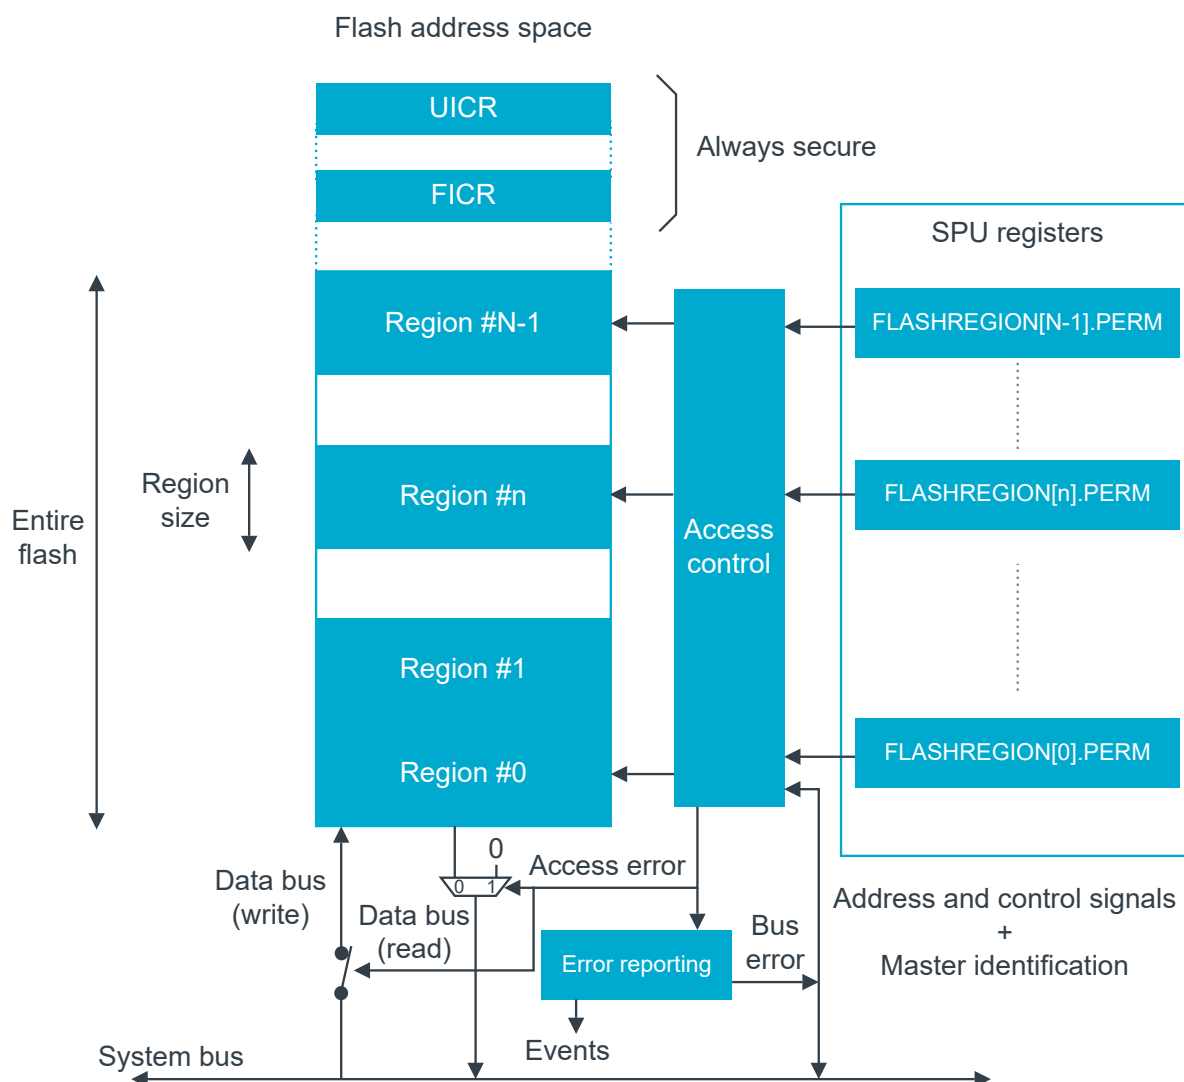 Flash address space
UICR
Always secure
FICR
SPU registers
Region #N-1
FLASHREGION[N-1].PERM
Region
size
Region #n
FLASHREGION[n].PERM
Entire
flash
Access
control
Region #1
Region #0
FLASHREGION[0].PERM
0
0 1
Access error
Data bus
(write)
Data bus
(read)
Error reporting
Bus
error
Address and control signals
+
Master identification
Events
System bus